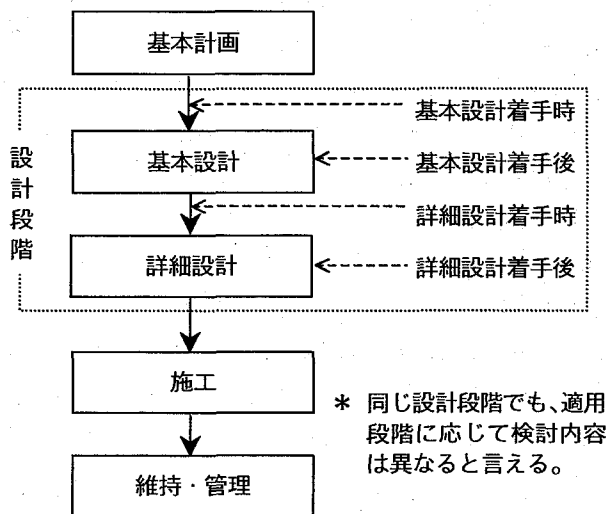 基本計画
基本設計着手時
設計段階
基本設計
基本設計着手後
詳細設計着手時
詳細設計
詳細設計着手後
施工
* 同じ設計段階でも、適用
段階に応じて検討内容
は異なると言える。
維持・管理